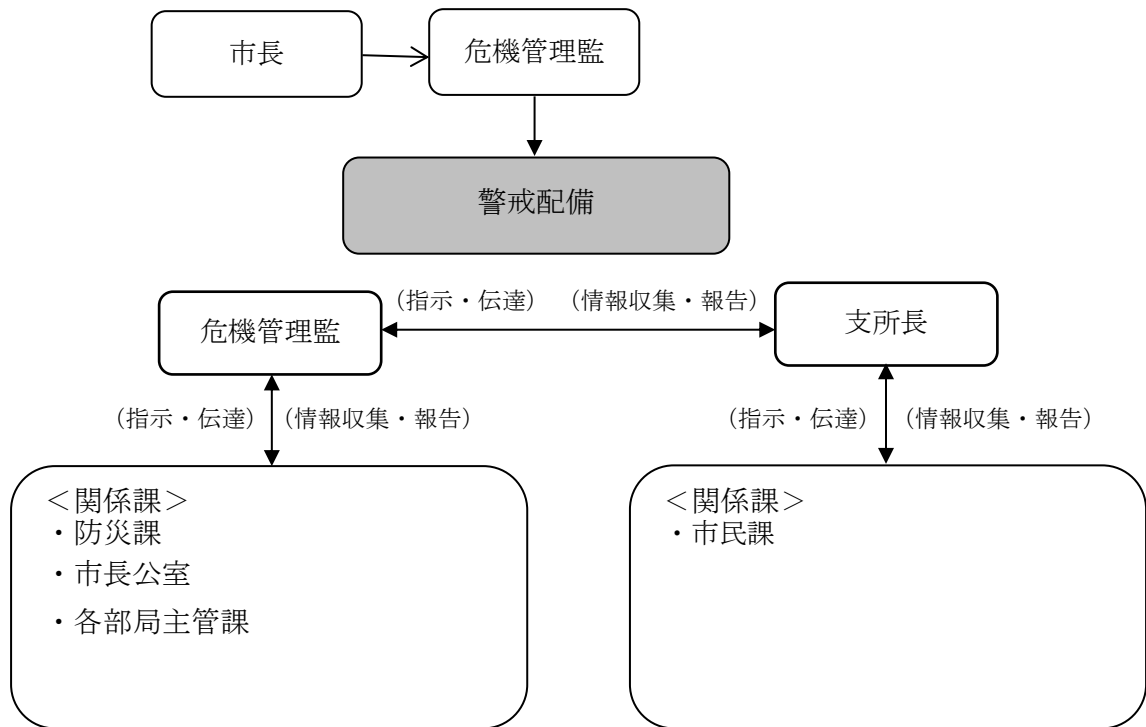 市長
危機管理監
警戒配備
（指示・伝達）（情報収集・報告）
危機管理監
支所長
（指示・伝達）（情報収集・報告）
（指示・伝達）（情報収集・報告）
＜関係課＞
・防災課
・市長公室
・各部局主管課
＜関係課＞
・市民課